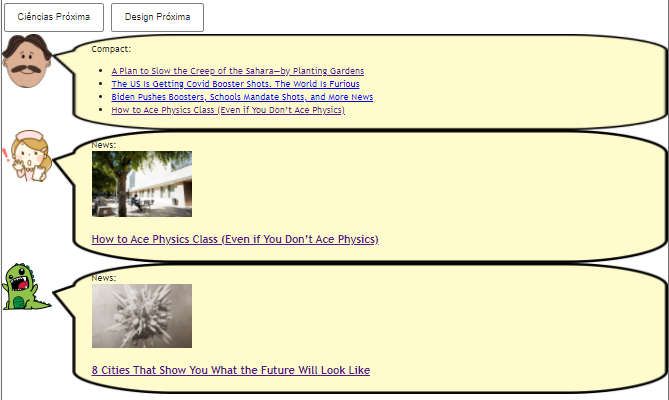 Ciências Próxima
Design Próxima
Compact:
A Plan to Slow the Creep of the Sahara—by Planting Gardens
The US Is Getting Covid Booster Shots. The World Is Furious
Biden Pushes Boosters, Schools Mandate Shots, and More News
How to Ace Physics Class (Even if You Don’t Ace Physics)
News:
How to Ace Physics Class (Even if You Don’t Ace Physics)
News:
8 Cities That Show You What the Future Will Look Like